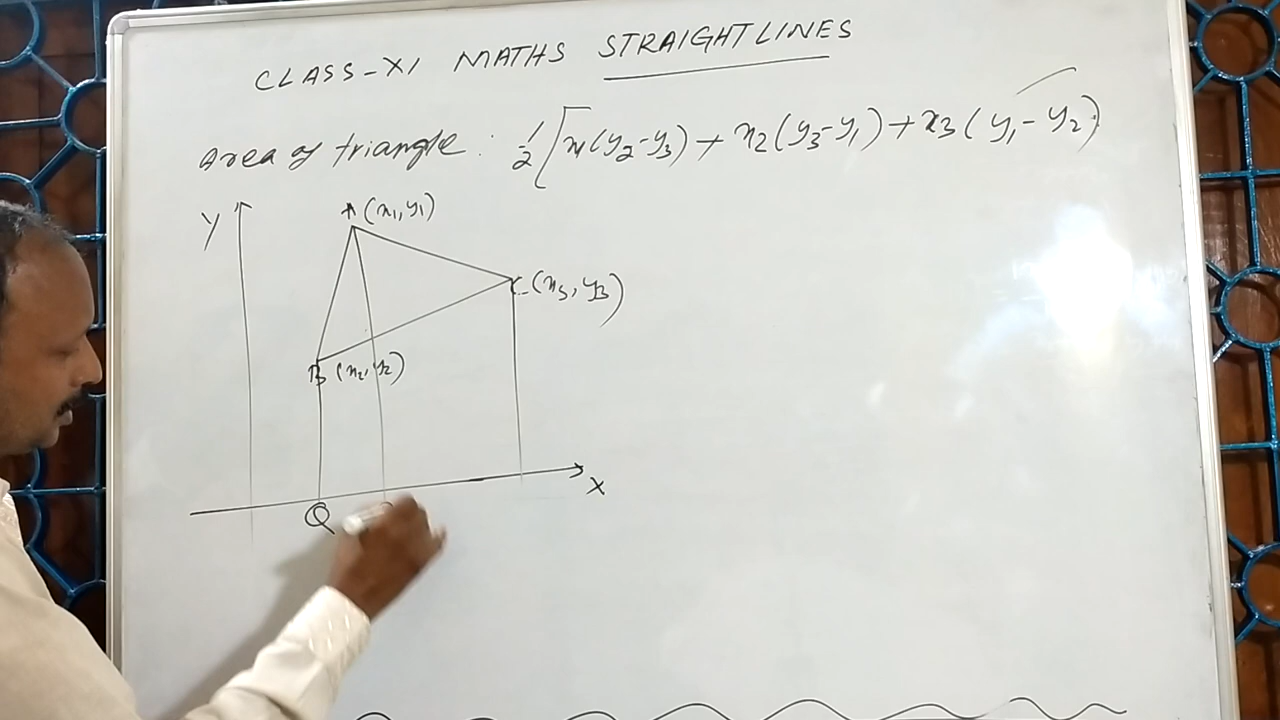 CLASS-XI MATHS STRAIGHTLINES
Area of triangle : 1/2 [x1(y2-y3) + x2(y3-y1) + x3(y1-y2)
Y
A (x1, y1)
C (x3, y3)
B (x2, y2)
X
Q